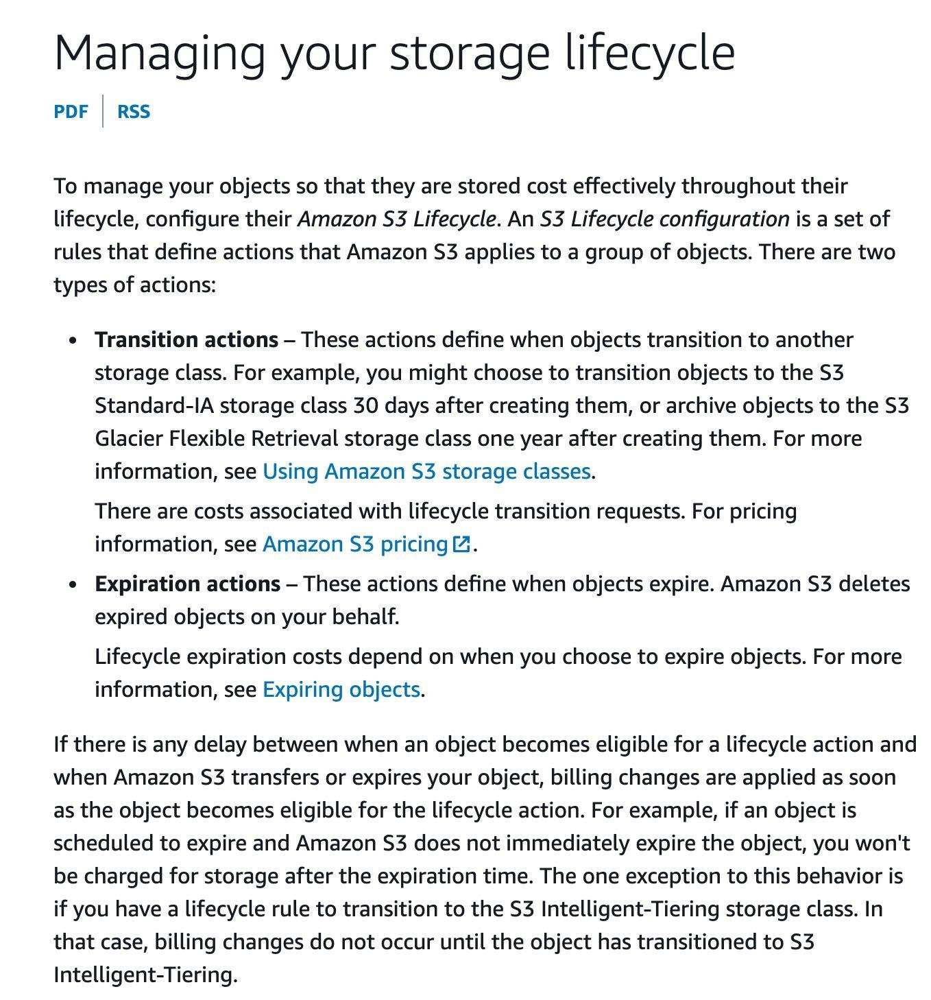 Managing your storage lifecycle
PDF | RSS
To manage your objects so that they are stored cost effectively throughout their
lifecycle, configure their Amazon S3 Lifecycle. An S3 Lifecycle configuration is a set of
rules that define actions that Amazon S3 applies to a group of objects. There are two
types of actions:
• Transition actions – These actions define when objects transition to another
storage class. For example, you might choose to transition objects to the S3
Standard-IA storage class 30 days after creating them, or archive objects to the S3
Glacier Flexible Retrieval storage class one year after creating them. For more
information, see Using Amazon S3 storage classes.
There are costs associated with lifecycle transition requests. For pricing
information, see Amazon S3 pricing.
• Expiration actions – These actions define when objects expire. Amazon S3 deletes
expired objects on your behalf.
Lifecycle expiration costs depend on when you choose to expire objects. For more
information, see Expiring objects.
If there is any delay between when an object becomes eligible for a lifecycle action and
when Amazon S3 transfers or expires your object, billing changes are applied as soon
as the object becomes eligible for the lifecycle action. For example, if an object is
scheduled to expire and Amazon S3 does not immediately expire the object, you won't
be charged for storage after the expiration time. The one exception to this behavior is
if you have a lifecycle rule to transition to the S3 Intelligent-Tiering storage class. In
that case, billing changes do not occur until the object has transitioned to S3
Intelligent-Tiering.